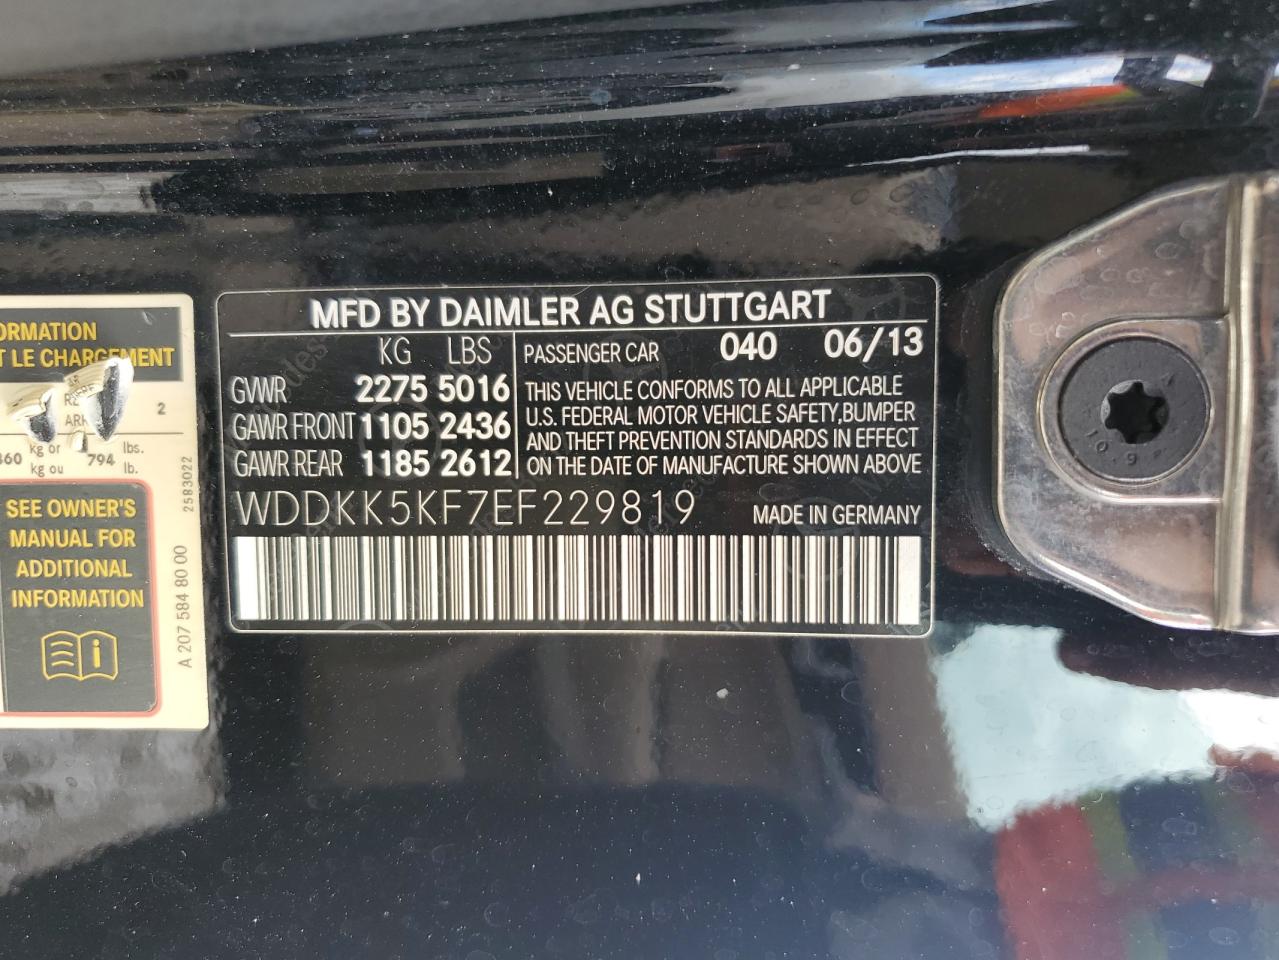 MFD BY DAIMLER AG STUTTGART
KG LBS
GWWR 2275 5016
GAWR FRONT 1105 2436
GAWR REAR 1185 2612
PASSENGER CAR 040 06/13
THIS VEHICLE CONFORMS TO ALL APPLICABLE
U.S. FEDERAL MOTOR VEHICLE SAFETY, BUMPER
AND THEFT PREVENTION STANDARDS IN EFFECT
ON THE DATE OF MANUFACTURE SHOWN ABOVE
WDDKK5KF7EF229819 MADE IN GERMANY
LE CHARGEMENT
2
kg or 794 lbs.
kg ou lb.
SEE OWNER'S
MANUAL FOR
ADDITIONAL
INFORMATION
2583022
A 207 584 80 00
10.9